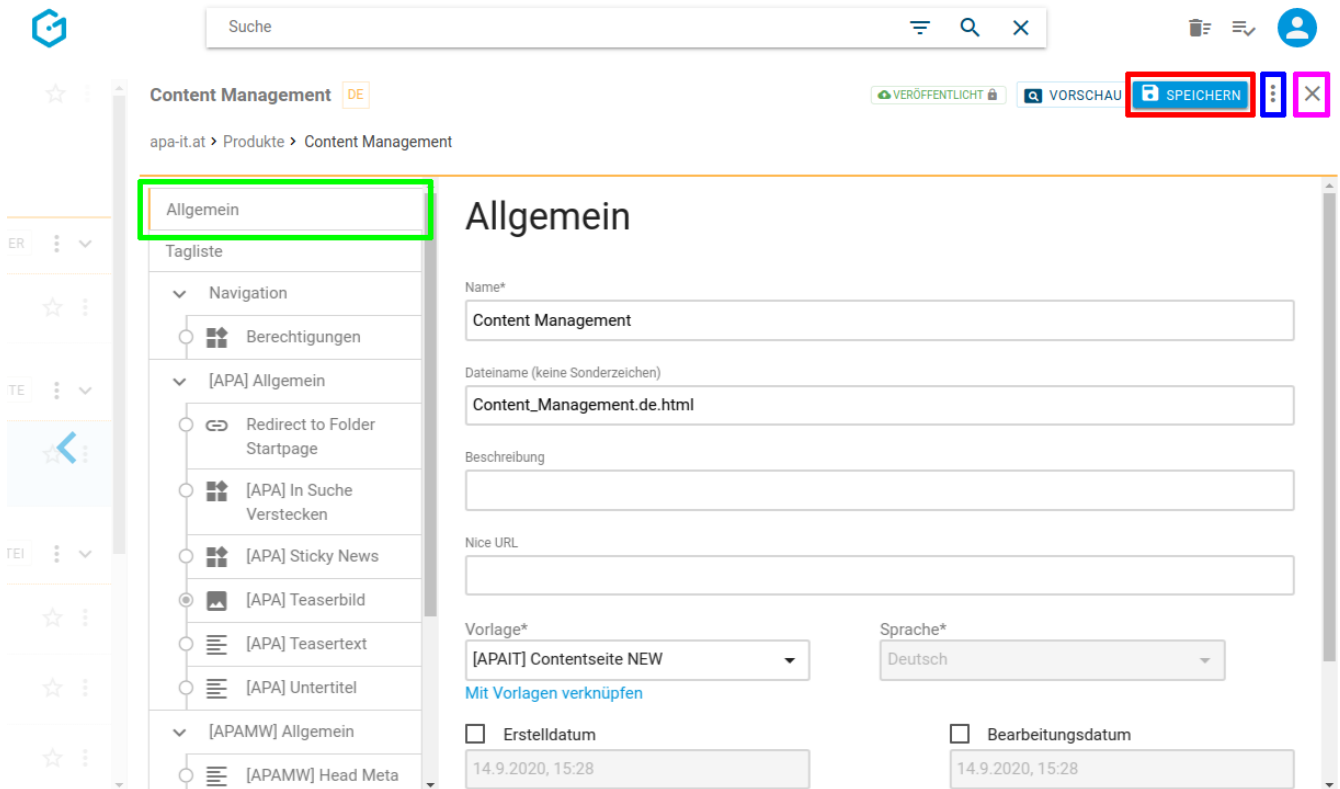 Suche
Content Management DE
VERÖFFENTLICHT
VORSCHAU
SPEICHERN
apa-it.at > Produkte > Content Management
Allgemein
Tagliste
Navigation
Berechtigungen
[APA] Allgemein
Redirect to Folder
Startpage
[APA] In Suche
Verstecken
[APA] Sticky News
[APA] Teaserbild
[APA] Teasertext
[APA] Untertitel
[APAMW] Allgemein
[APAMW] Head Meta
ER
TE
TEI
Allgemein
Name*
Content Management
Dateiname (keine Sonderzeichen)
Content_Management.de.html
Beschreibung
Nice URL
Vorlage*
[APAIT] Contentseite NEW
Mit Vorlagen verknüpfen
Sprache*
Deutsch
Erstelldatum
14.9.2020, 15:28
Bearbeitungsdatum
14.9.2020, 15:28